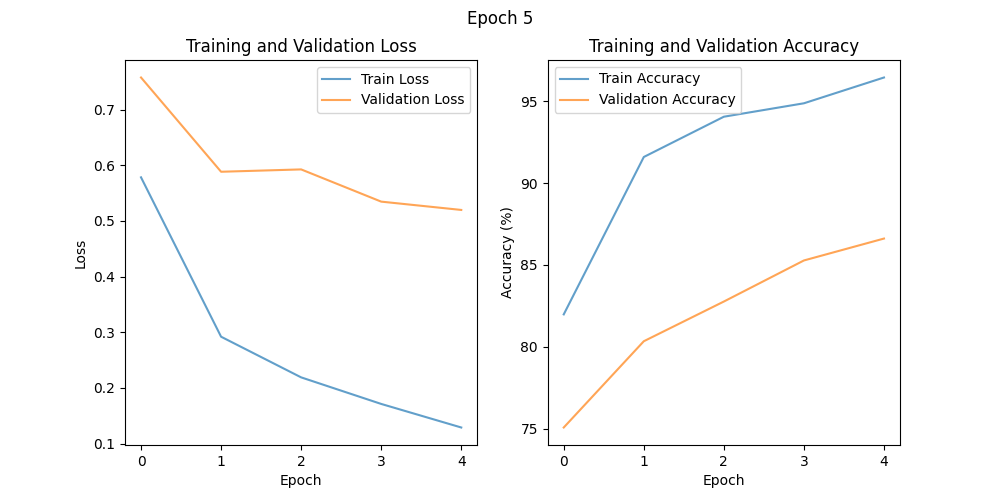 Epoch 5
Training and Validation Loss
Train Loss
Validation Loss
0.7
0.6
0.5
0.4
0.3
0.2
0.1
Loss
0 1 2 3 4
Epoch
Training and Validation Accuracy
Train Accuracy
Validation Accuracy
95
90
85
80
75
Accuracy (%)
0 1 2 3 4
Epoch